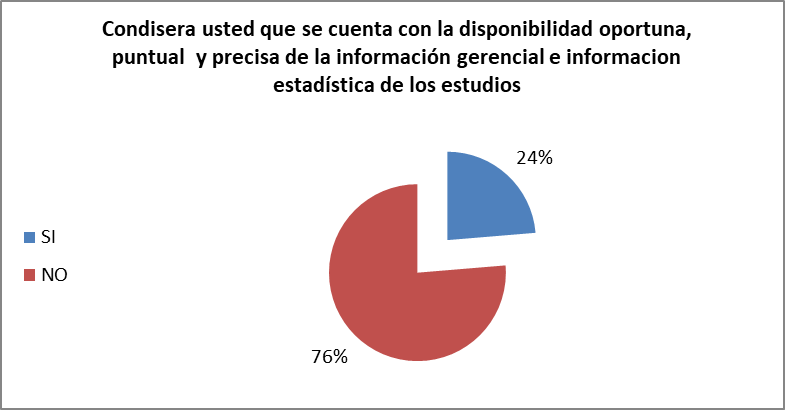 Condisera usted que se cuenta con la disponibilidad oportuna,
puntual  y precisa de la información gerencial e informacion
estadística de los estudios
24%
SI
NO
76%